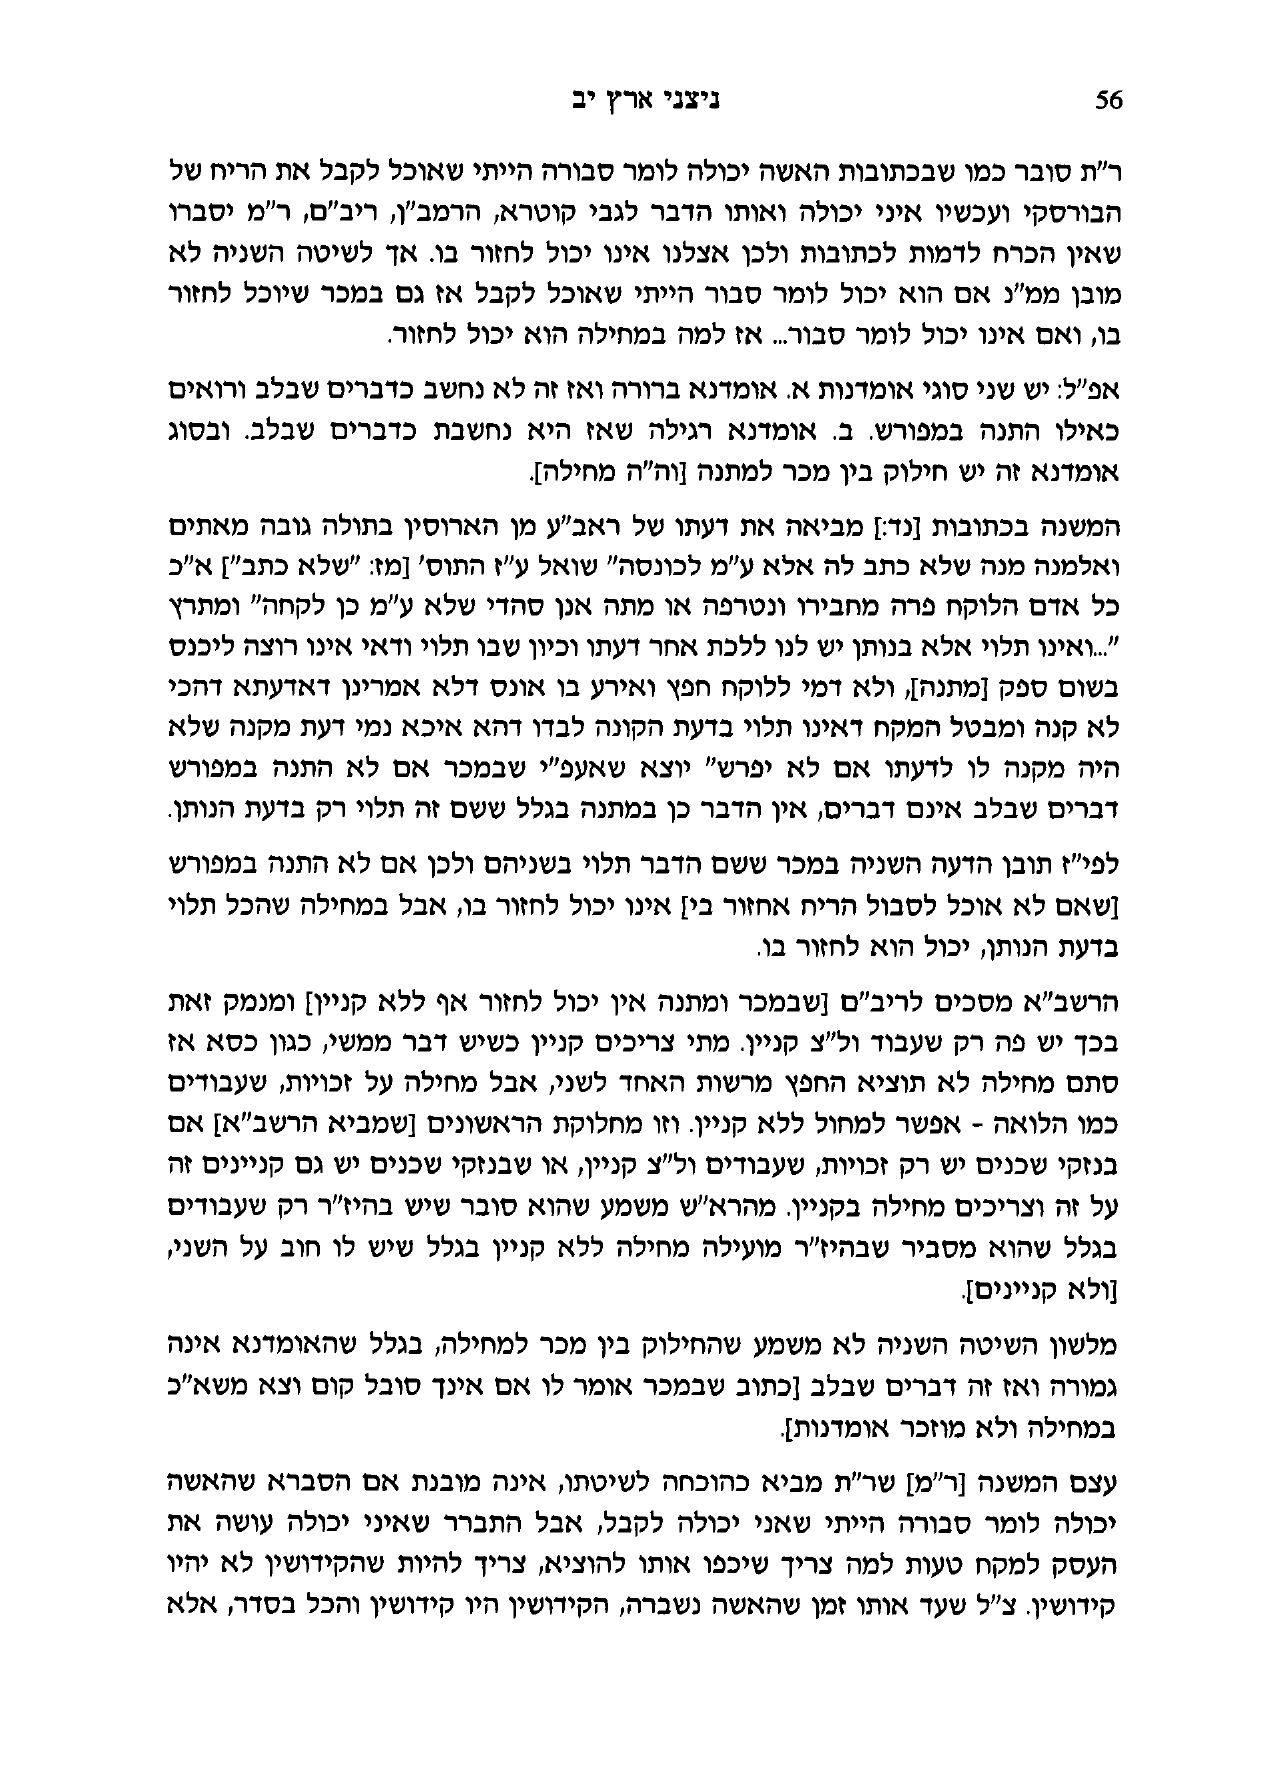 56
ניצני ארץ יב
ר"ת סובר כמו שבכתובות האשה יכולה לומר סבורה הייתי שאוכל לקבל את הריח של
הבורסקי ועכשיו איני יכולה ואותו הדבר לגבי קוטרא, הרמב"ן, ריב"ם, ר"מ יסברו
שאין הכרח לדמות לכתובות ולכן אצלנו אינו יכול לחזור בו. אך לשיטה השניה לא
מובן ממ"נ אם הוא יכול לומר סבור הייתי שאוכל לקבל אז גם במכר שיוכל לחזור
בו, ואם אינו יכול לומר סבור... אז למה במחילה הוא יכול לחזור.
אפ"ל: יש שני סוגי אומדנות א. אומדנא ברורה ואז זה לא נחשב כדברים שבלב ורואים
כאילו התנה במפורש. ב. אומדנא רגילה שאז היא נחשבת כדברים שבלב. ובסוג
אומדנא זה יש חילוק בין מכר למתנה [וה"ה מחילה].
המשנה בכתובות [נד:] מביאה את דעתו של ראב"ע מן הארוסין בתולה גובה מאתים
ואלמנה מנה שלא כתב לה אלא ע"מ לכונסה" שואל ע"ז התוס' [מז: "שלא כתב"] א"כ
כל אדם הלוקח פרה מחבירו ונטרפה או מתה אנן סהדי שלא ע"מ כן לקחה" ומתרץ
"...ואינו תלוי אלא בנותן יש לנו ללכת אחר דעתו וכיון שבו תלוי ודאי אינו רוצה ליכנס
בשום ספק [מתנה], ולא דמי ללוקח חפץ ואירע בו אונס דלא אמרינן דאדעתא דהכי
לא קנה ומבטל המקח דאינו תלוי בדעת הקונה לבדו דהא איכא נמי דעת מקנה שלא
היה מקנה לו לדעתו אם לא יפרש" יוצא שאעפ"י שבמכר אם לא התנה במפורש
דברים שבלב אינם דברים, אין הדבר כן במתנה בגלל ששם זה תלוי רק בדעת הנותן.
לפי"ז תובן הדעה השניה במכר ששם הדבר תלוי בשניהם ולכן אם לא התנה במפורש
[שאם לא אוכל לסבול הריח אחזור בי] אינו יכול לחזור בו, אבל במחילה שהכל תלוי
בדעת הנותן, יכול הוא לחזור בו.
הרשב"א מסכים לריב"ם [שבמכר ומתנה אין יכול לחזור אף ללא קניין] ומנמק זאת
בכך יש פה רק שעבוד ול"צ קניין. מתי צריכים קניין כשיש דבר ממשי, כגון כסא אז
סתם מחילה לא תוציא החפץ מרשות האחד לשני, אבל מחילה על זכויות, שעבודים
כמו הלואה - אפשר למחול ללא קניין. וזו מחלוקת הראשונים [שמביא הרשב"א] אם
בנזקי שכנים יש רק זכויות, שעבודים ול"צ קניין, או שבנזקי שכנים יש גם קניינים זה
על זה וצריכים מחילה בקניין. מהרא"ש משמע שהוא סובר שיש בהיז"ר רק שעבודים
בגלל שהוא מסביר שבהיז"ר מועילה מחילה ללא קניין בגלל שיש לו חוב על השני,
[ולא קניינים].
מלשון השיטה השניה לא משמע שהחילוק בין מכר למחילה, בגלל שהאומדנא אינה
גמורה ואז זה דברים שבלב [כתוב שבמכר אומר לו אם אינך סובל קום וצא משא"כ
במחילה ולא מוזכר אומדנות].
עצם המשנה [ר"מ] שר"ת מביא כהוכחה לשיטתו, אינה מובנת אם הסברא שהאשה
יכולה לומר סבורה הייתי שאני יכולה לקבל, אבל התברר שאיני יכולה עושה את
העסק למקח טעות למה צריך שיכפו אותו להוציא, צריך להיות שהקידושין לא יהיו
קידושין. צ"ל שעד אותו זמן שהאשה נשברה, הקידושין היו קידושין והכל בסדר, אלא